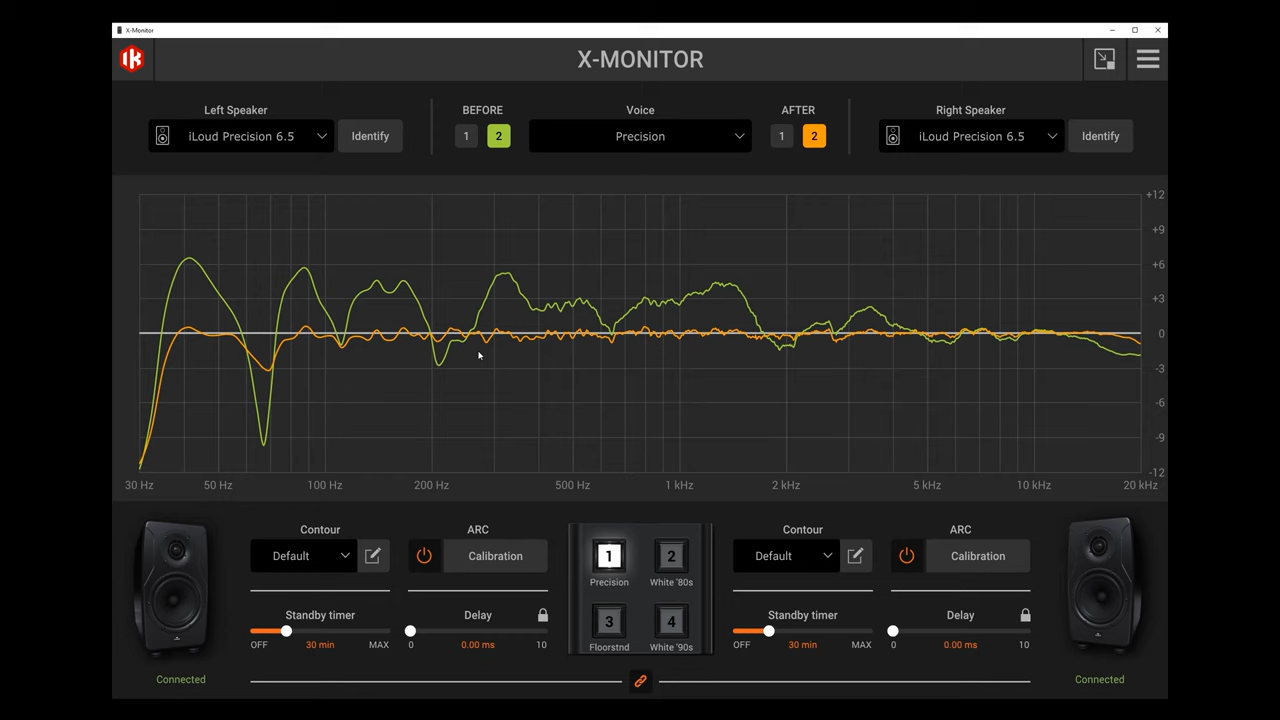 X-Monitor
X-MONITOR
Left Speaker
BEFORE
Voice
AFTER
Right Speaker
iLoud Precision 6.5
Identify
1
2
Precision
1
2
iLoud Precision 6.5
Identify
+12
+9
+6
+3
0
-3
-6
-9
-12
30 Hz
50 Hz
100 Hz
200 Hz
500 Hz
1 kHz
2 kHz
5 kHz
10 kHz
20 kHz
Contour
Default
ARC
Calibration
Standby timer
OFF
30 min
MAX
Delay
0
0.00 ms
10
1
Precision
2
White '80s
3
Floorstnd
4
White '90s
Contour
Default
ARC
Calibration
Standby timer
OFF
30 min
MAX
Delay
0
0.00 ms
10
Connected
Connected